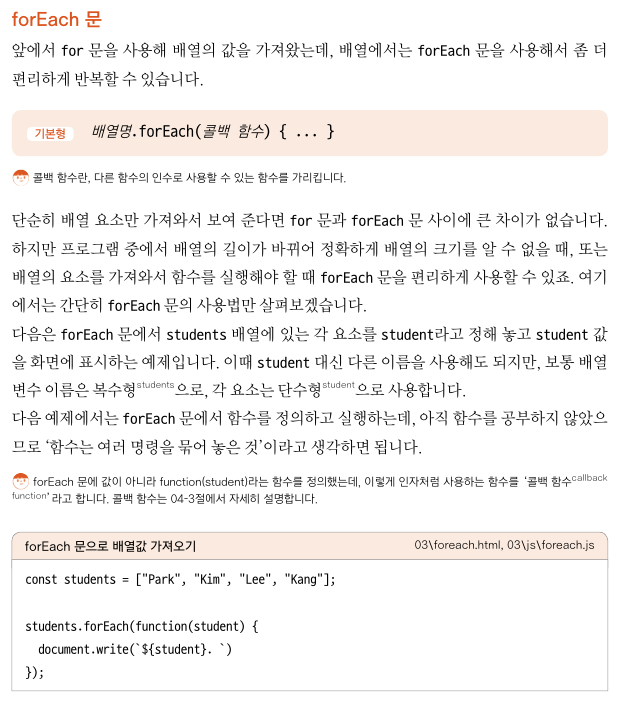 forEach 문
앞에서 for 문을 사용해 배열의 값을 가져왔는데, 배열에서는 forEach 문을 사용해서 좀 더
편리하게 반복할 수 있습니다.
기본형 배열명.forEach(콜백 함수) { ... }
콜백 함수란, 다른 함수의 인수로 사용할 수 있는 함수를 가리킵니다.
단순히 배열 요소만 가져와서 보여 준다면 for 문과 forEach 문 사이에 큰 차이가 없습니다.
하지만 프로그램 중에서 배열의 길이가 바뀌어 정확하게 배열의 크기를 알 수 없을 때, 또는
배열의 요소를 가져와서 함수를 실행해야 할 때 forEach 문을 편리하게 사용할 수 있죠. 여기
에서는 간단히 forEach 문의 사용법만 살펴보겠습니다.
다음은 forEach 문에서 students 배열에 있는 각 요소를 student라고 정해 놓고 student 값
을 화면에 표시하는 예제입니다. 이때 student 대신 다른 이름을 사용해도 되지만, 보통 배열
변수 이름은 복수형students으로, 각 요소는 단수형student으로 사용합니다.
다음 예제에서는 forEach 문에서 함수를 정의하고 실행하는데, 아직 함수를 공부하지 않았으
므로 ‘함수는 여러 명령을 묶어 놓은 것’이라고 생각하면 됩니다.
forEach 문에 값이 아니라 function(student)라는 함수를 정의했는데, 이렇게 인자처럼 사용하는 함수를 ‘콜백 함수callback
function’라고 합니다. 콜백 함수는 04-3절에서 자세히 설명합니다.
forEach 문으로 배열값 가져오기 03\foreach.html, 03\js\foreach.js
const students = ["Park", "Kim", "Lee", "Kang"];
students.forEach(function(student) {
document.write(`${student}. `)
});